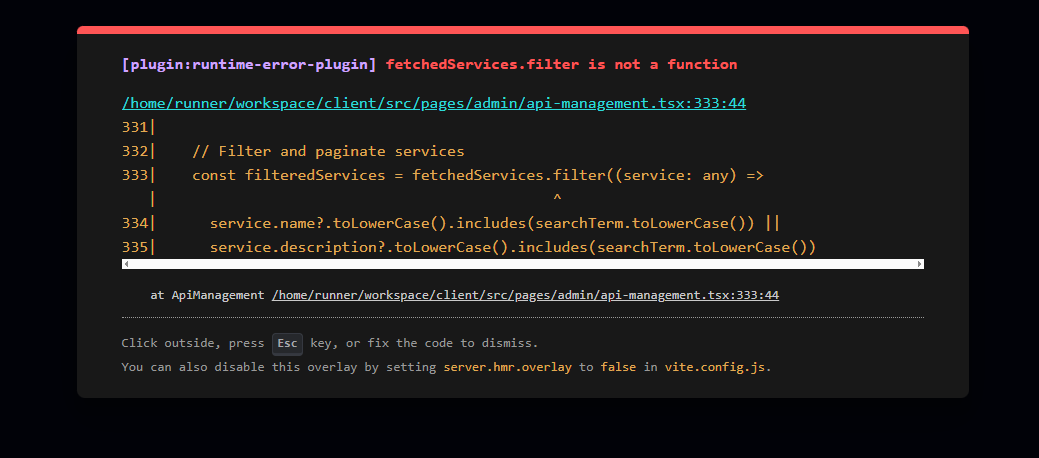 [plugin:runtime-error-plugin] fetchedServices.filter is not a function
/home/runner/workspace/client/src/pages/admin/api-management.tsx:333:44
331|
332|    // Filter and paginate services
333|    const filteredServices = fetchedServices.filter((service: any) =>
   |                                             ^
334|      service.name?.toLowerCase().includes(searchTerm.toLowerCase()) ||
335|      service.description?.toLowerCase().includes(searchTerm.toLowerCase())
at ApiManagement /home/runner/workspace/client/src/pages/admin/api-management.tsx:333:44
Click outside, press Esc key, or fix the code to dismiss.
You can also disable this overlay by setting server.hmr.overlay to false in vite.config.js.